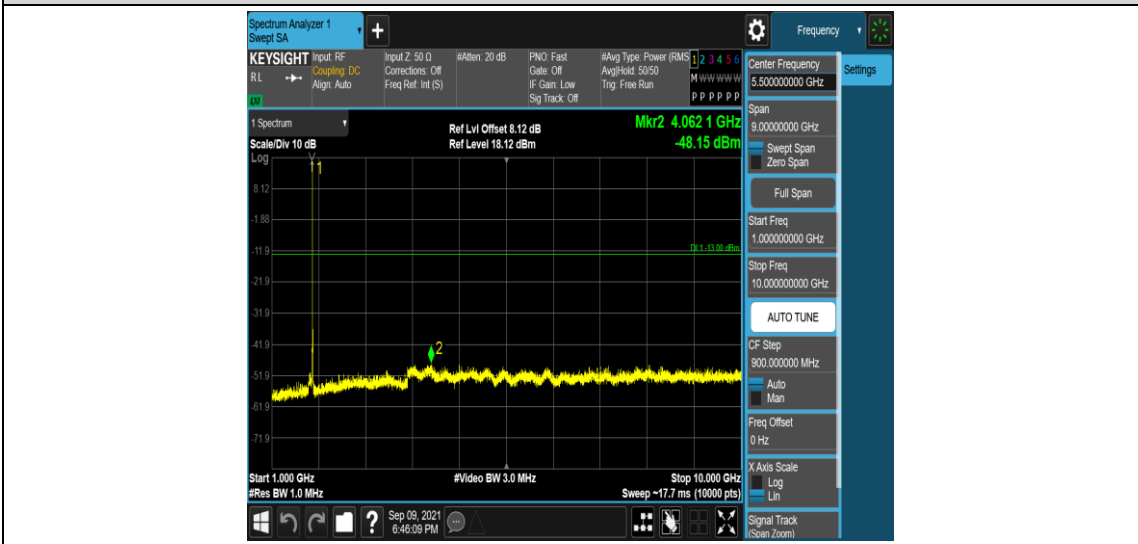 Spectrum Analyzer 1
Swept SA
Frequency
KEYSIGHT
RL
LXI
Input: RF
Coupling: DC
Align: Auto
Input Z: 50 Ω
Corrections: Off
Freq Ref: Int (S)
#Atten: 20 dB
PNO: Fast
Gate: Off
IF Gain: Low
Sig Track: Off
#Avg Type: Power (RMS
Avg|Hold: 50/50
Trig: Free Run
1 2 3 4 5 6
M W W W W W
P P P P P P
1 Spectrum
Scale/Div 10 dB
Ref Lvl Offset 8.12 dB
Ref Level 18.12 dBm
Mkr2 4.062 1 GHz
-48.15 dBm
Log
1
8.12
-1.88
-11.9
DL1 -13.00 dBm
-21.9
-31.9
-41.9
2
-51.9
-61.9
-71.9
Start 1.000 GHz
#Res BW 1.0 MHz
#Video BW 3.0 MHz
Stop 10.000 GHz
Sweep ~17.7 ms (10000 pts)
Sep 09, 2021
6:46:09 PM
Center Frequency
5.500000000 GHz
Settings
Span
9.00000000 GHz
Swept Span
Zero Span
Full Span
Start Freq
1.000000000 GHz
Stop Freq
10.000000000 GHz
AUTO TUNE
CF Step
900.000000 MHz
Auto
Man
Freq Offset
0 Hz
X Axis Scale
Log
Lin
Signal Track
(Span Zoom)